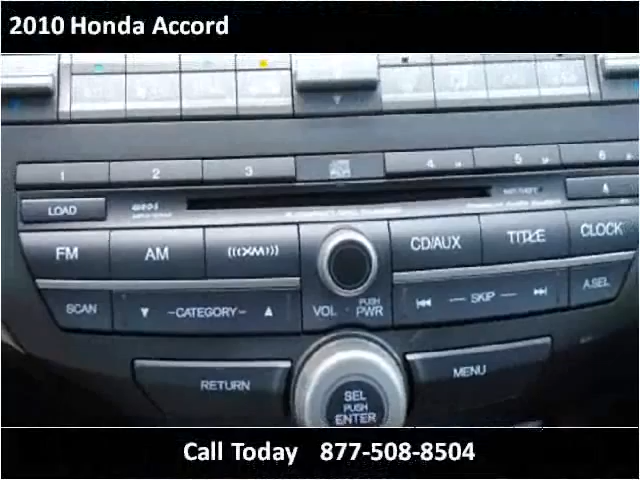 2010 Honda Accord
1 2 3 4 5 6
LOAD
FM AM XM CD/AUX TITLE CLOCK
SCAN CATEGORY VOL PUSH PWR SKIP A.SEL
RETURN SEL PUSH ENTER MENU
Call Today 877-508-8504